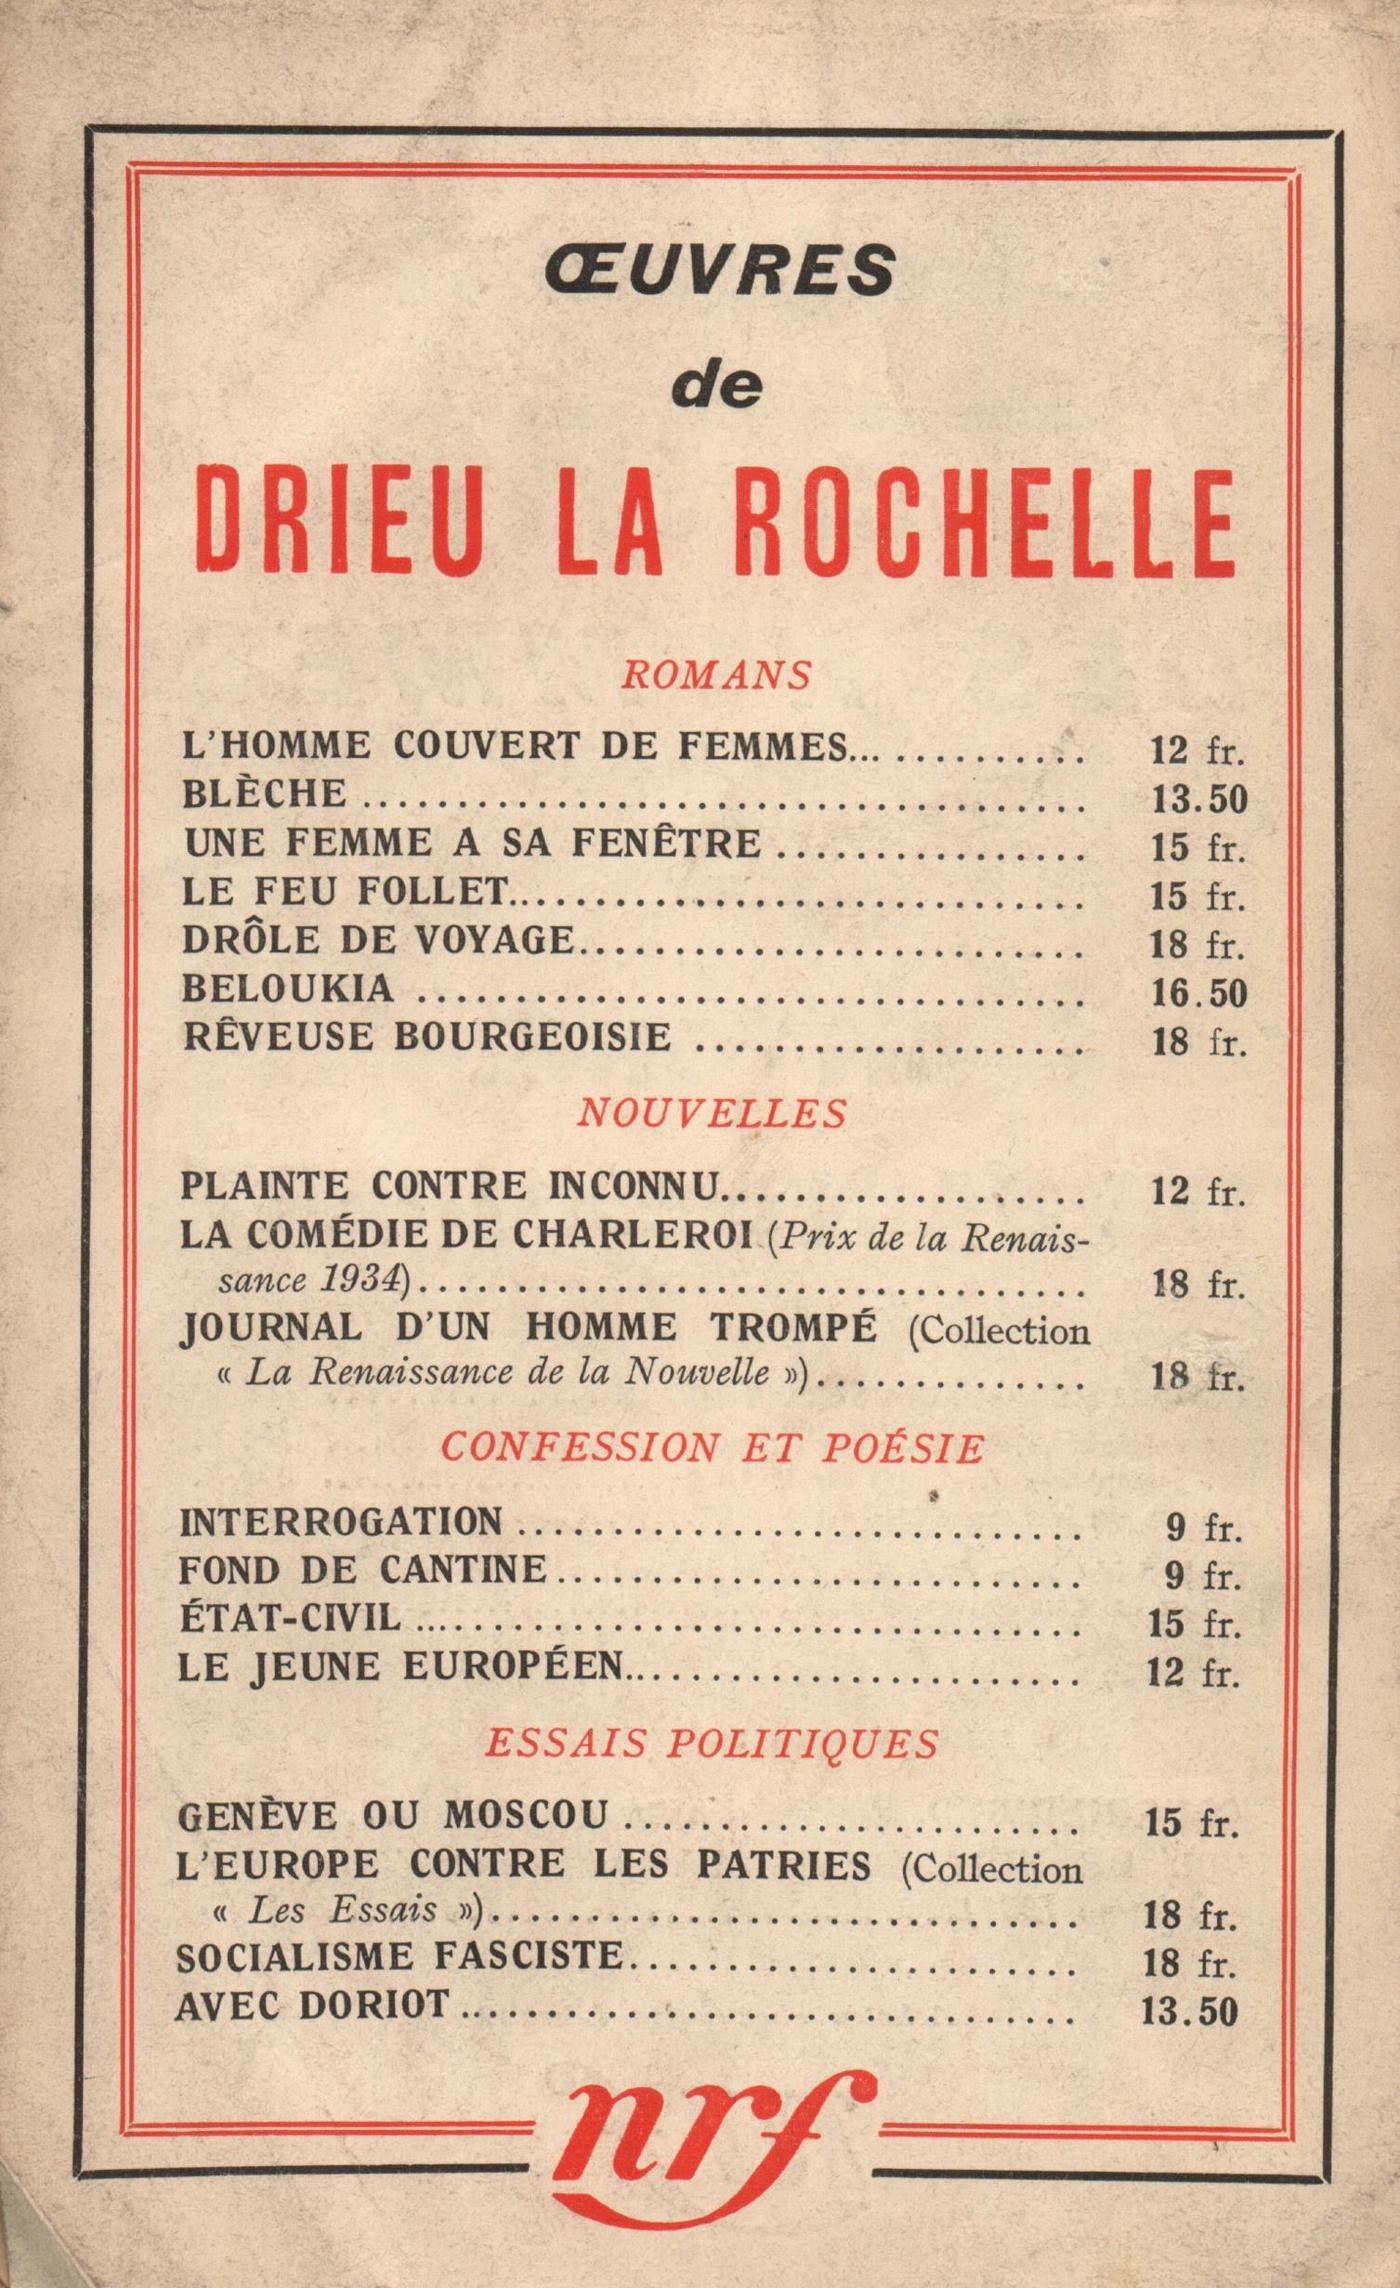 ŒUVRES
de
DRIEU LA ROCHELLE
ROMANS
L'HOMME COUVERT DE FEMMES............. 12 fr.
BLÈCHE ...................................... 13.50
UNE FEMME A SA FENÊTRE ................ 15 fr.
LE FEU FOLLET.............................. 15 fr.
DRÔLE DE VOYAGE........................... 18 fr.
BELOUKIA ................................... 16.50
RÊVEUSE BOURGEOISIE ..................... 18 fr.
NOUVELLES
PLAINTE CONTRE INCONNU................... 12 fr.
LA COMÉDIE DE CHARLEROI (Prix de la Renais-
sance 1934)................................... 18 fr.
JOURNAL D'UN HOMME TROMPÉ (Collection
« La Renaissance de la Nouvelle »).............. 18 fr.
CONFESSION ET POÉSIE
INTERROGATION .............................. 9 fr.
FOND DE CANTINE............................ 9 fr.
ÉTAT-CIVIL ................................... 15 fr.
LE JEUNE EUROPÉEN......................... 12 fr.
ESSAIS POLITIQUES
GENÈVE OU MOSCOU ........................ 15 fr.
L'EUROPE CONTRE LES PATRIES (Collection
« Les Essais »)............................... 18 fr.
SOCIALISME FASCISTE........................ 18 fr.
AVEC DORIOT ................................. 13.50
nrf